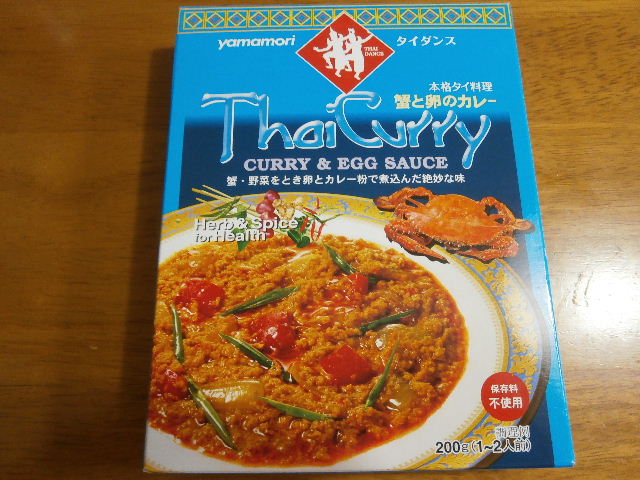 yamamori
THAI
DANCE
タイダンス
本格タイ料理
蟹と卵のカレー
ThaiCurry
CURRY & EGG SAUCE
蟹・野菜をとき卵とカレー粉で煮込んだ絶妙な味
Herb & Spice
for Health
保存料
不使用
調理例
200g(1~2人前)